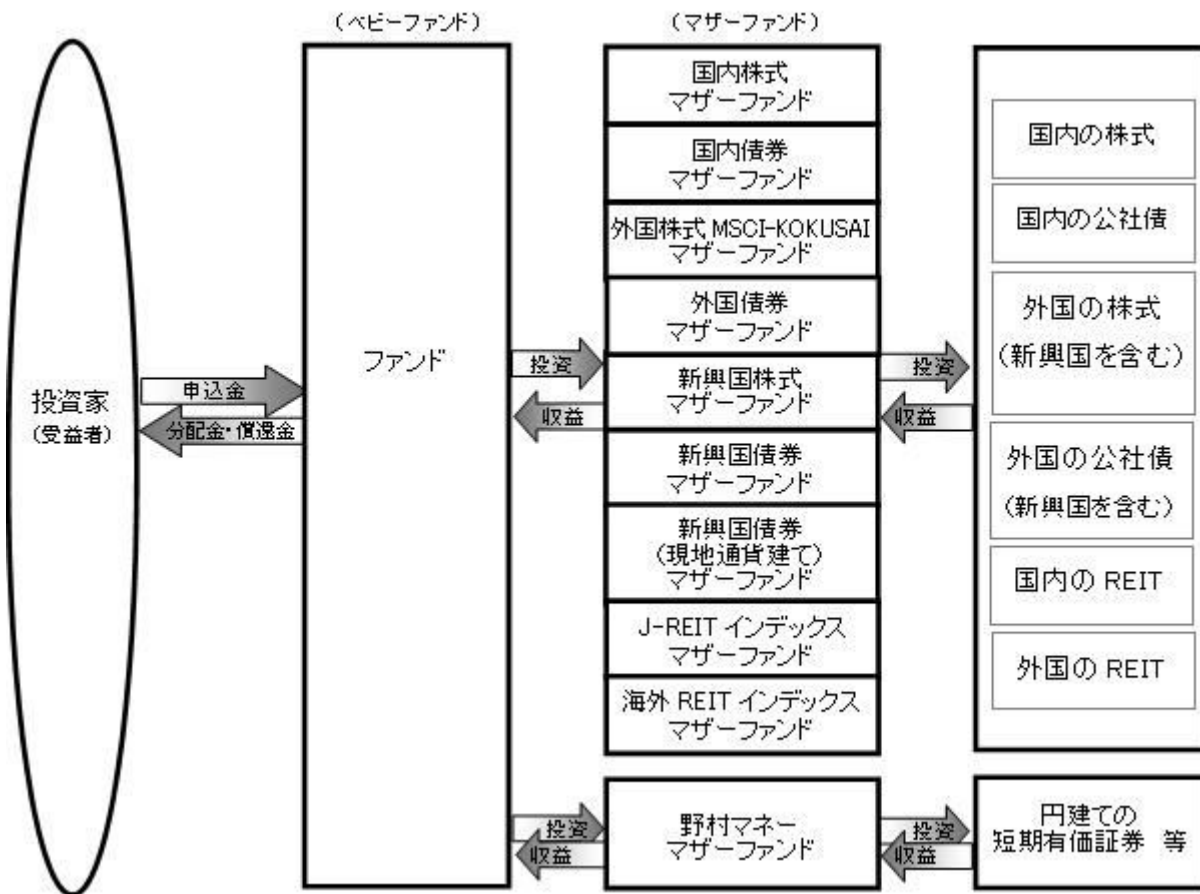 (ベビーファンド)
(マザーファンド)
投資家
(受益者)
申込金
分配金・償還金
ファンド
投資
収益
国内株式
マザーファンド
国内債券
マザーファンド
外国株式 MSCI-KOKUSAI
マザーファンド
外国債券
マザーファンド
新興国株式
マザーファンド
新興国債券
マザーファンド
新興国債券
(現地通貨建て)
マザーファンド
J-REIT インデックス
マザーファンド
海外 REIT インデックス
マザーファンド
投資
収益
国内の株式
国内の公社債
外国の株式
(新興国を含む)
外国の公社債
(新興国を含む)
国内の REIT
外国の REIT
投資
収益
野村マネー
マザーファンド
投資
収益
円建ての
短期有価証券 等